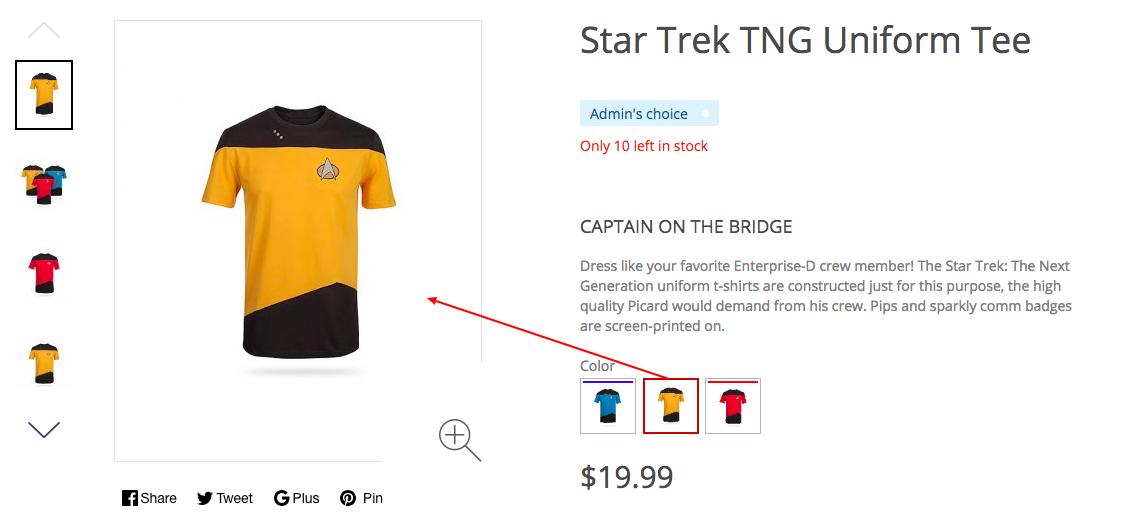 Star Trek TNG Uniform Tee
Admin's choice
Only 10 left in stock
CAPTAIN ON THE BRIDGE
Dress like your favorite Enterprise-D crew member! The Star Trek: The Next
Generation uniform t-shirts are constructed just for this purpose, the high
quality Picard would demand from his crew. Pips and sparkly comm badges
are screen-printed on.
Color
$19.99
Share Tweet Plus Pin